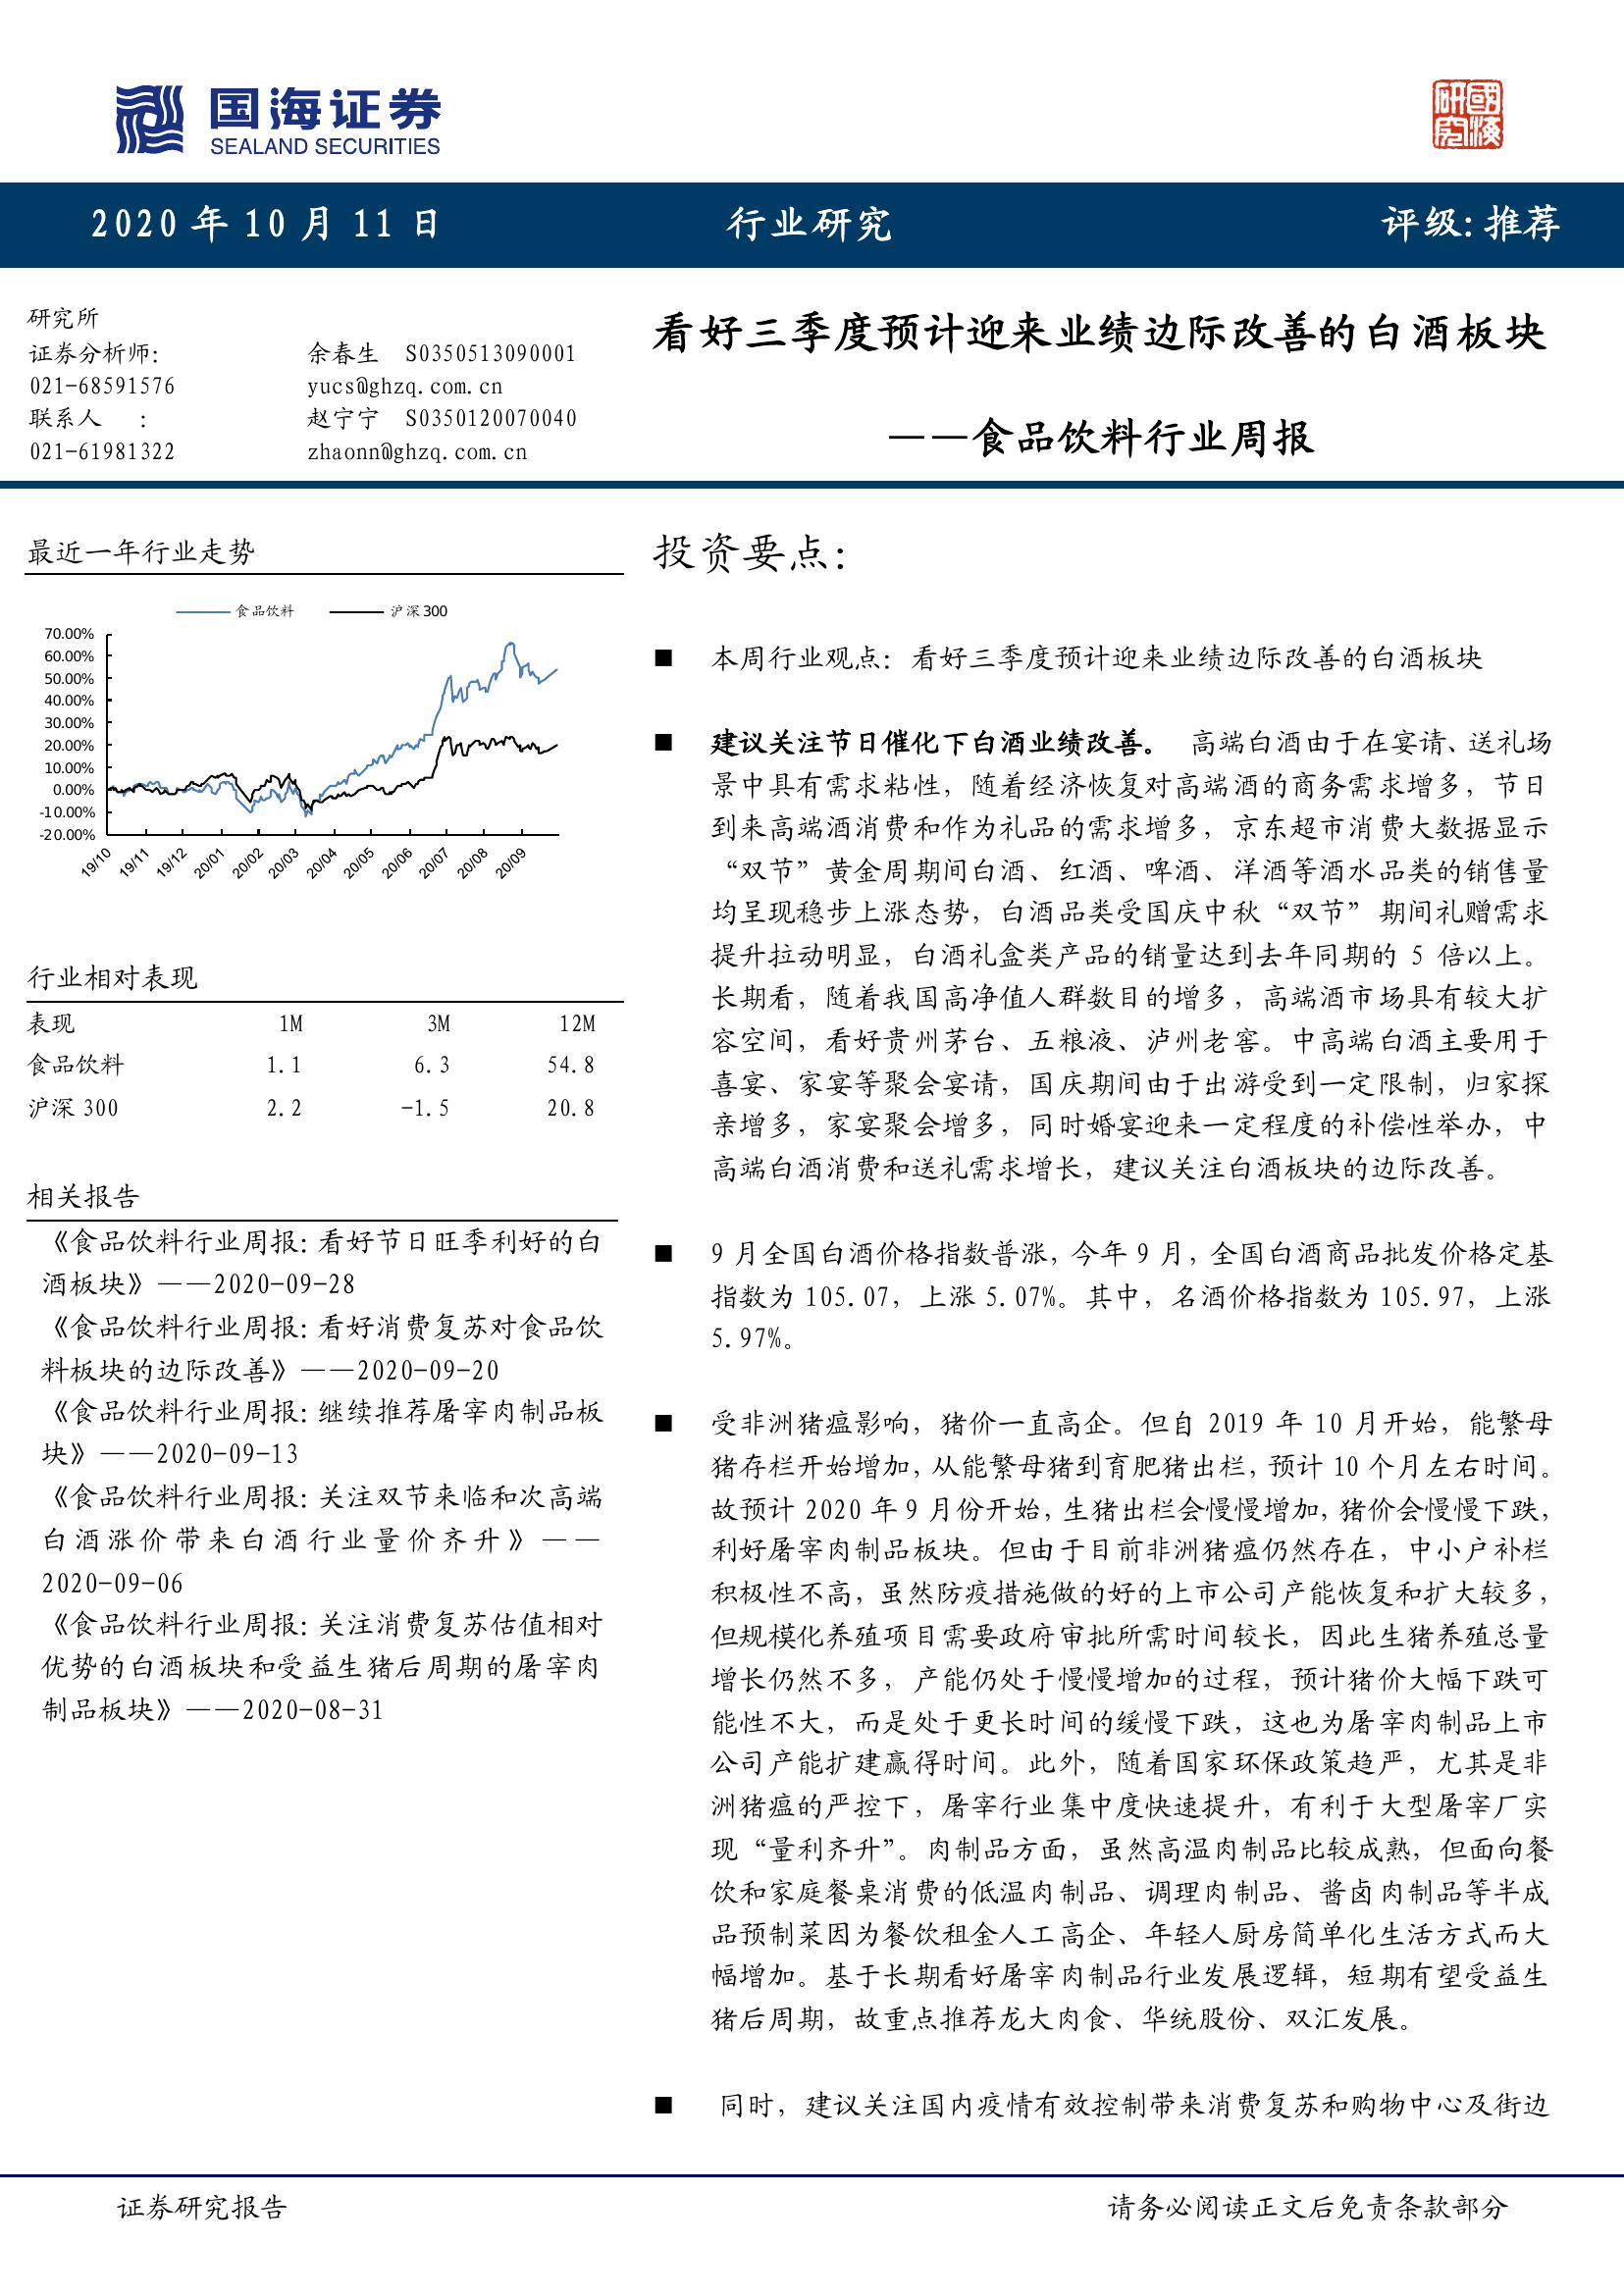 国海证券
SEALAND SECURITIES
國海研究
2020 年 10 月 11 日
行业研究
评级:推荐
研究所
证券分析师:
余春生 S0350513090001
021-68591576
yucs@ghzq.com.cn
联系人 :
赵宁宁 S0350120070040
021-61981322
zhaonn@ghzq.com.cn
看好三季度预计迎来业绩边际改善的白酒板块
——食品饮料行业周报
最近一年行业走势
食品饮料
沪深300
70.00%
60.00%
50.00%
40.00%
30.00%
20.00%
10.00%
0.00%
-10.00%
-20.00%
19/10
19/11
19/12
20/01
20/02
20/03
20/04
20/05
20/06
20/07
20/08
20/09
行业相对表现
表现 1M 3M 12M
食品饮料 1.1 6.3 54.8
沪深 300 2.2 -1.5 20.8
相关报告
《食品饮料行业周报:看好节日旺季利好的白
酒板块》——2020-09-28
《食品饮料行业周报:看好消费复苏对食品饮
料板块的边际改善》——2020-09-20
《食品饮料行业周报:继续推荐屠宰肉制品板
块》——2020-09-13
《食品饮料行业周报:关注双节来临和次高端
白酒涨价带来白酒行业量价齐升》——
2020-09-06
《食品饮料行业周报:关注消费复苏估值相对
优势的白酒板块和受益生猪后周期的屠宰肉
制品板块》——2020-08-31
投资要点:
■ 本周行业观点:看好三季度预计迎来业绩边际改善的白酒板块
■ 建议关注节日催化下白酒业绩改善。 高端白酒由于在宴请、送礼场
景中具有需求粘性，随着经济恢复对高端酒的商务需求增多，节日
到来高端酒消费和作为礼品的需求增多，京东超市消费大数据显示
“双节”黄金周期间白酒、红酒、啤酒、洋酒等酒水品类的销售量
均呈现稳步上涨态势，白酒品类受国庆中秋“双节” 期间礼赠需求
提升拉动明显，白酒礼盒类产品的销量达到去年同期的 5 倍以上。
长期看，随着我国高净值人群数目的增多，高端酒市场具有较大扩
容空间，看好贵州茅台、五粮液、泸州老窖。中高端白酒主要用于
喜宴、家宴等聚会宴请，国庆期间由于出游受到一定限制，归家探
亲增多，家宴聚会增多，同时婚宴迎来一定程度的补偿性举办，中
高端白酒消费和送礼需求增长，建议关注白酒板块的边际改善。
■ 9 月全国白酒价格指数普涨，今年 9 月，全国白酒商品批发价格定基
指数为 105.07，上涨 5.07%。其中，名酒价格指数为 105.97，上涨
5.97%。
■ 受非洲猪瘟影响，猪价一直高企。但自 2019 年 10 月开始，能繁母
猪存栏开始增加，从能繁母猪到育肥猪出栏，预计 10 个月左右时间。
故预计 2020 年 9 月份开始，生猪出栏会慢慢增加，猪价会慢慢下跌，
利好屠宰肉制品板块。但由于目前非洲猪瘟仍然存在，中小户补栏
积极性不高，虽然防疫措施做的好的上市公司产能恢复和扩大较多，
但规模化养殖项目需要政府审批所需时间较长，因此生猪养殖总量
增长仍然不多，产能仍处于慢慢增加的过程，预计猪价大幅下跌可
能性不大，而是处于更长时间的缓慢下跌，这也为屠宰肉制品上市
公司产能扩建赢得时间。此外，随着国家环保政策趋严，尤其是非
洲猪瘟的严控下，屠宰行业集中度快速提升，有利于大型屠宰厂实
现“量利齐升”。肉制品方面，虽然高温肉制品比较成熟，但面向餐
饮和家庭餐桌消费的低温肉制品、调理肉制品、酱卤肉制品等半成
品预制菜因为餐饮租金人工高企、年轻人厨房简单化生活方式而大
幅增加。基于长期看好屠宰肉制品行业发展逻辑，短期有望受益生
猪后周期，故重点推荐龙大肉食、华统股份、双汇发展。
■ 同时，建议关注国内疫情有效控制带来消费复苏和购物中心及街边
证券研究报告
请务必阅读正文后免责条款部分